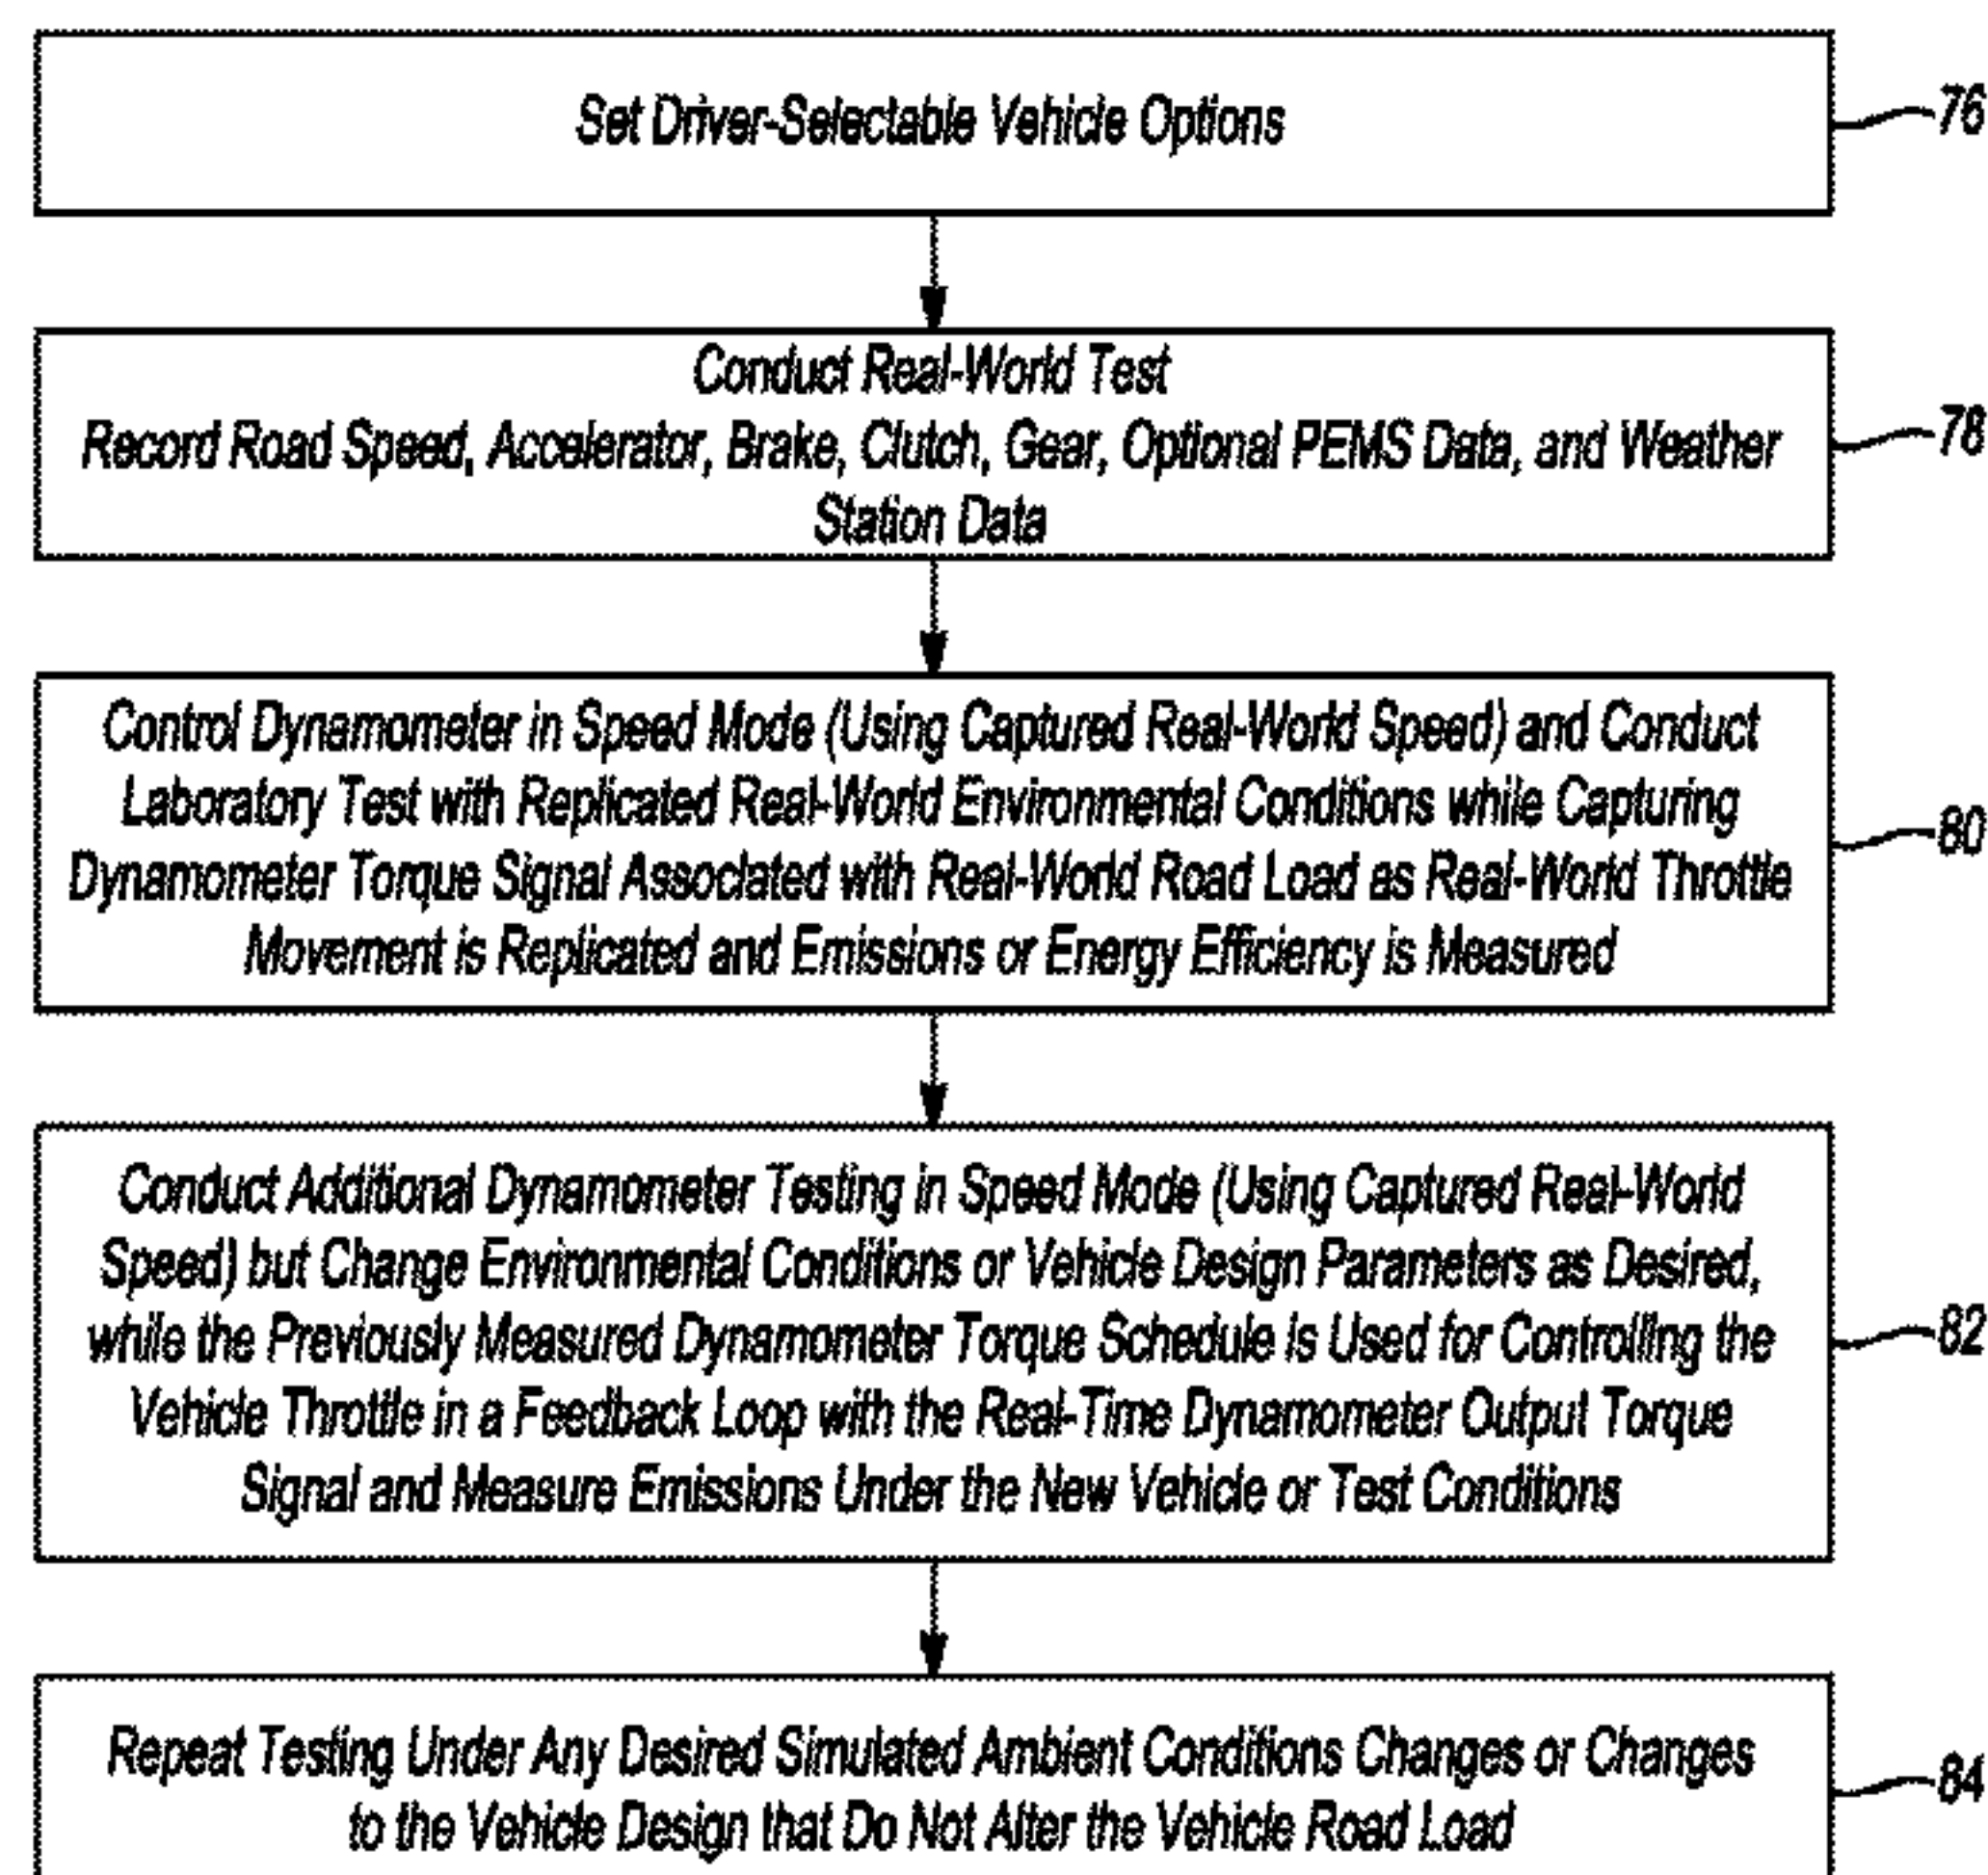 Set Driver-Selectable Vehicle Options
76
Conduct Real-World Test
Record Road Speed, Accelerator, Brake, Clutch, Gear, Optional PEMS Data, and Weather
Station Data
78
Control Dynamometer in Speed Mode (Using Captured Real-World Speed) and Conduct
Laboratory Test with Replicated Real-World Environmental Conditions while Capturing
Dynamometer Torque Signal Associated with Real-World Road Load as Real-World Throttle
Movement is Replicated and Emissions or Energy Efficiency is Measured
80
Conduct Additional Dynamometer Testing in Speed Mode (Using Captured Real-World
Speed) but Change Environmental Conditions or Vehicle Design Parameters as Desired,
while the Previously Measured Dynamometer Torque Schedule is Used for Controlling the
Vehicle Throttle in a Feedback Loop with the Real-Time Dynamometer Output Torque
Signal and Measure Emissions Under the New Vehicle or Test Conditions
82
Repeat Testing Under Any Desired Simulated Ambient Conditions Changes or Changes
to the Vehicle Design that Do Not Alter the Vehicle Road Load
84